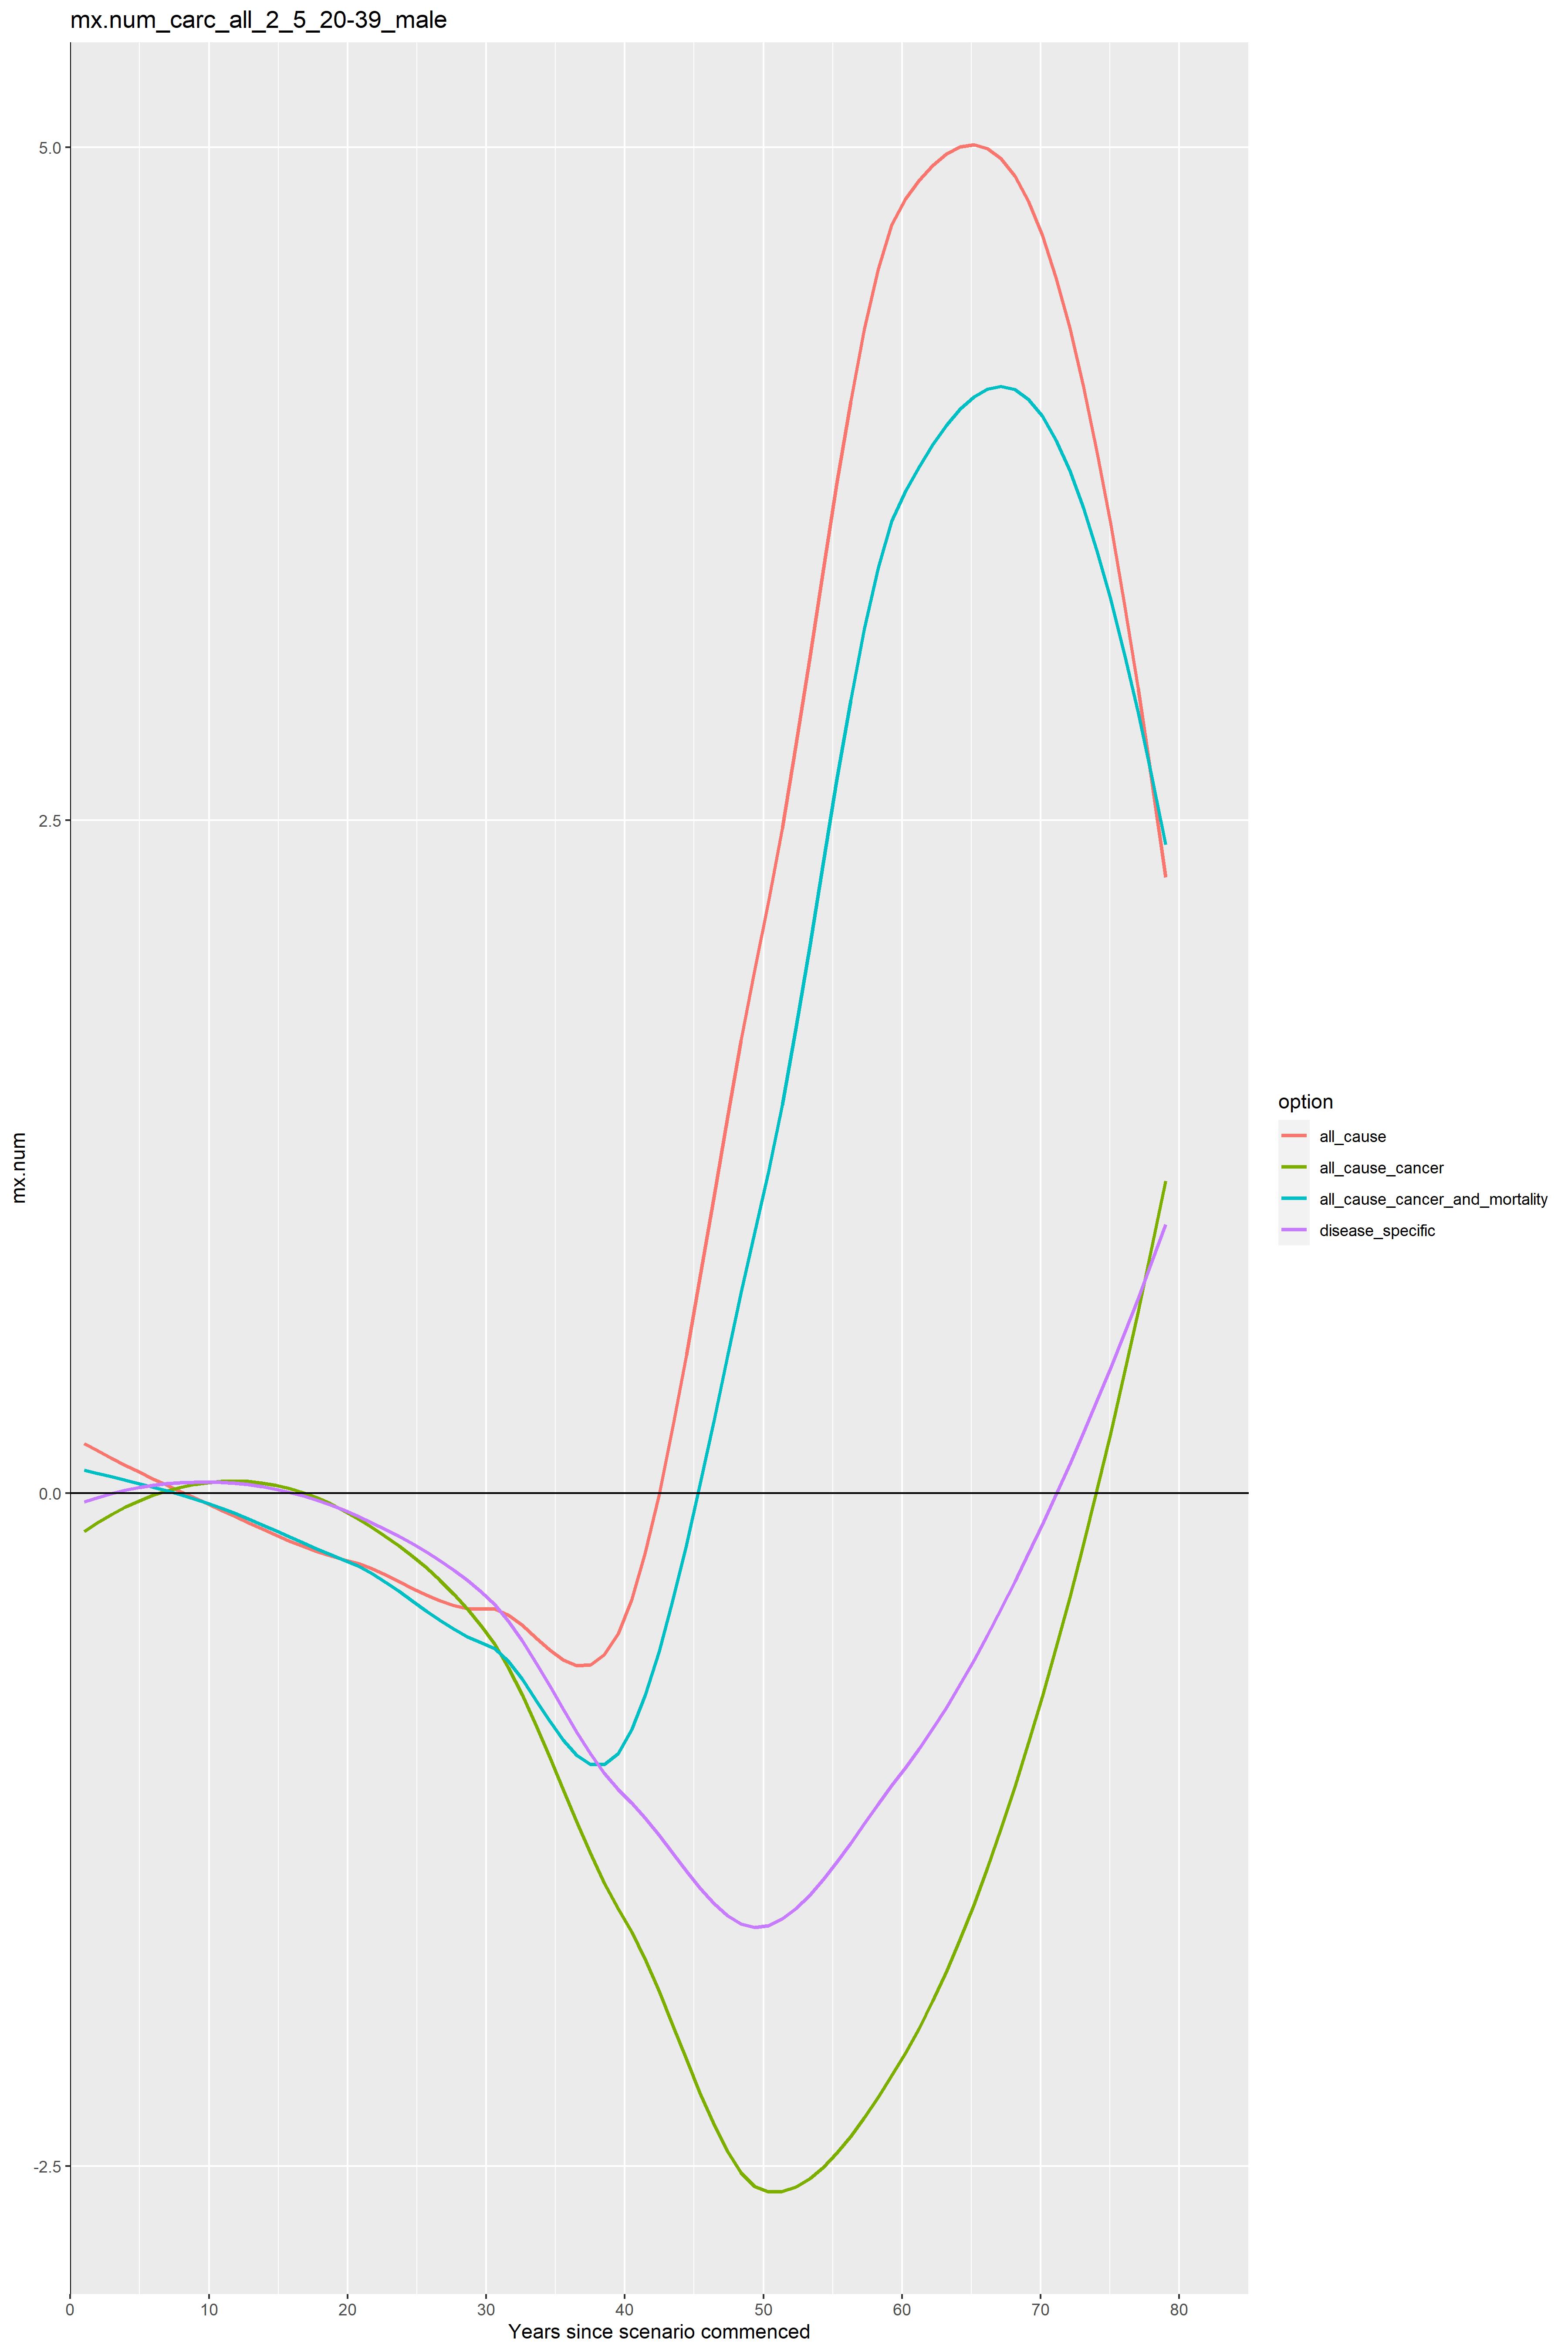 mx.num_carc_all_2_5_20-39_male
5.0
2.5
0.0
-2.5
mx.num
0 10 20 30 40 50 60 70 80
Years since scenario commenced
option
all_cause
all_cause_cancer
all_cause_cancer_and_mortality
disease_specific